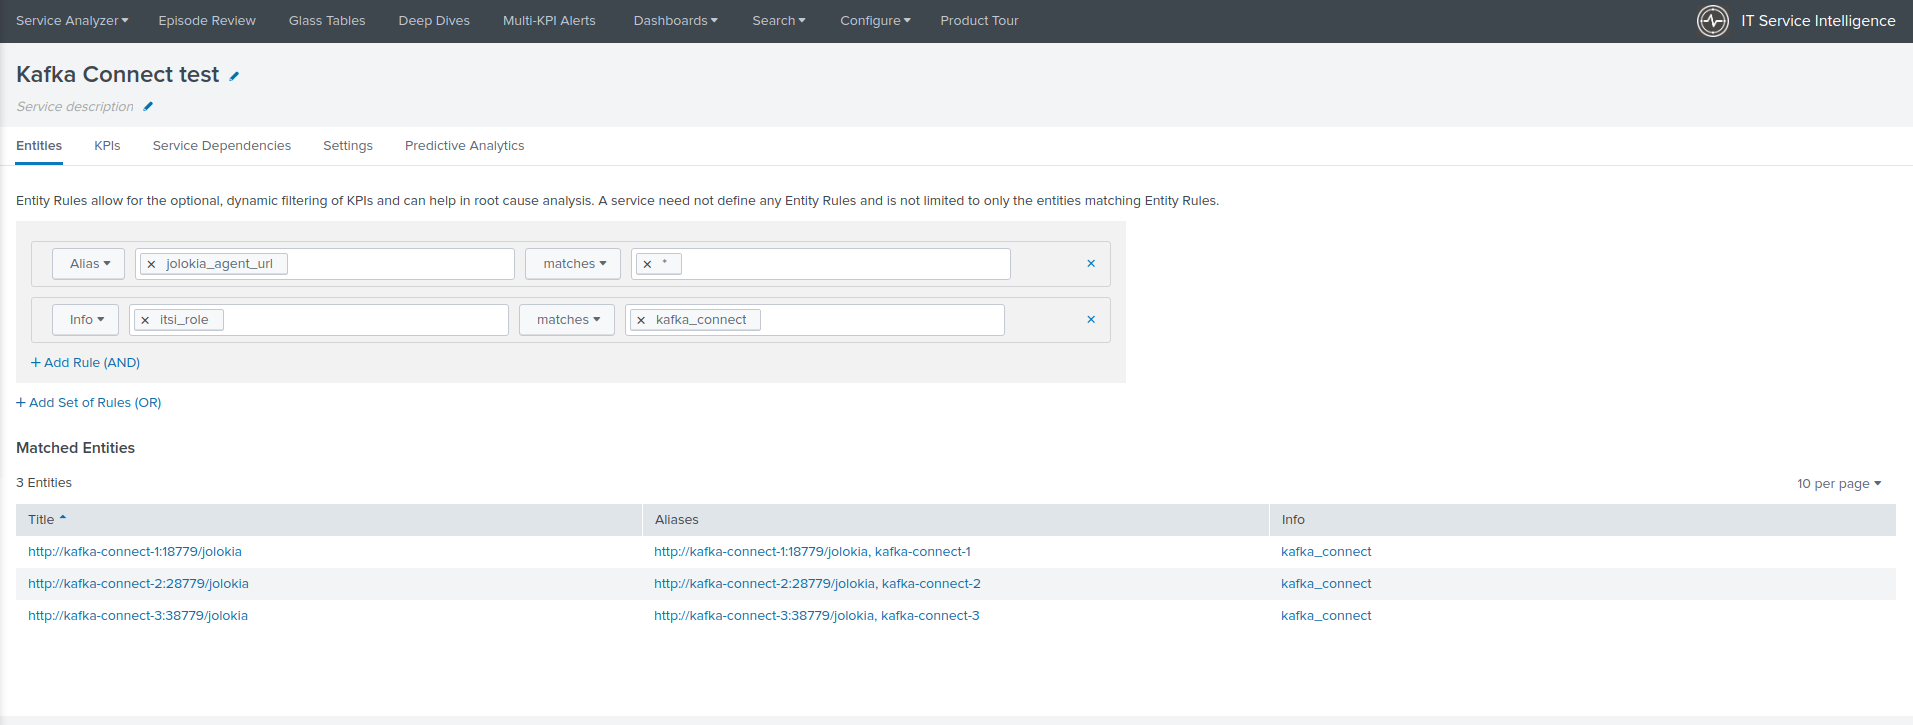 Service Analyzer Episode Review Glass Tables Deep Dives Multi-KPI Alerts Dashboards Search Configure Product Tour IT Service Intelligence
Kafka Connect test
Service description
Entities KPIs Service Dependencies Settings Predictive Analytics
Entity Rules allow for the optional, dynamic filtering of KPIs and can help in root cause analysis. A service need not define any Entity Rules and is not limited to only the entities matching Entity Rules.
Alias × jolokia_agent_url matches × * ×
Info × itsi_role matches × kafka_connect ×
+ Add Rule (AND)
+ Add Set of Rules (OR)
Matched Entities
3 Entities 10 per page
Title Aliases Info
http://kafka-connect-1:18779/jolokia http://kafka-connect-1:18779/jolokia, kafka-connect-1 kafka_connect
http://kafka-connect-2:28779/jolokia http://kafka-connect-2:28779/jolokia, kafka-connect-2 kafka_connect
http://kafka-connect-3:38779/jolokia http://kafka-connect-3:38779/jolokia, kafka-connect-3 kafka_connect